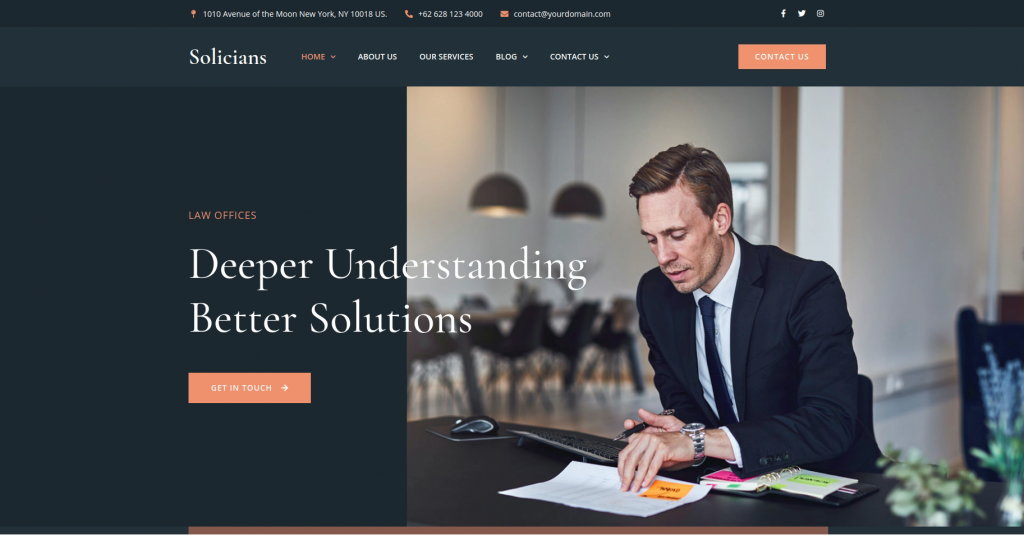 1010 Avenue of the Moon New York, NY 10018 US. +62 628 123 4000 contact@yourdomain.com
Solicians HOME ABOUT US OUR SERVICES BLOG CONTACT US CONTACT US
LAW OFFICES
Deeper Understanding
Better Solutions
GET IN TOUCH